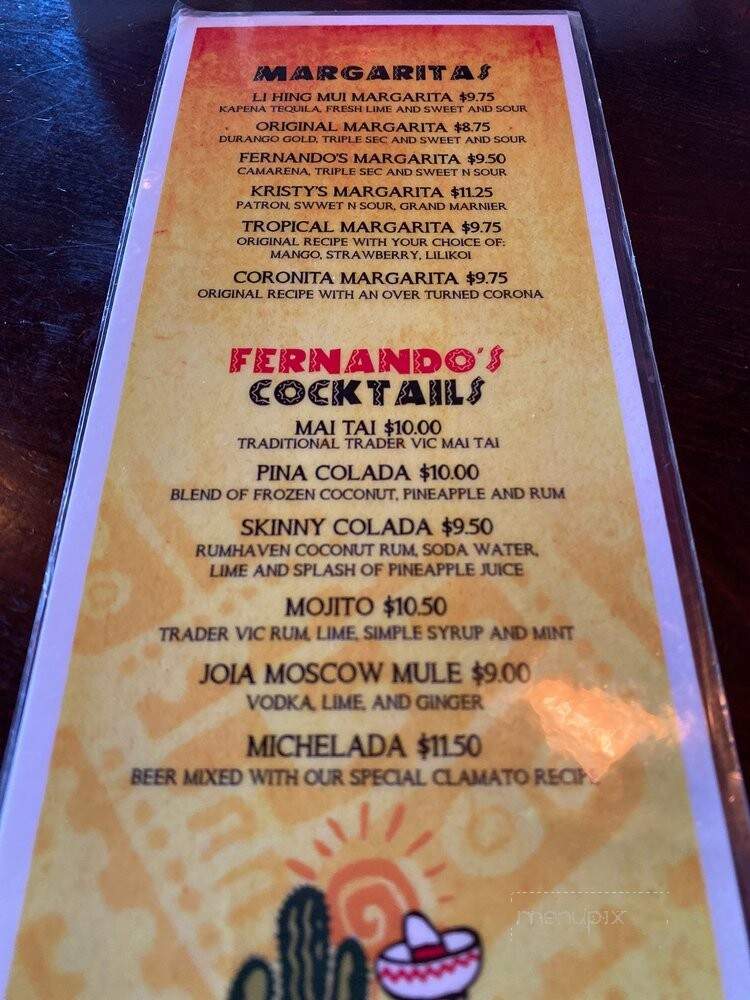 MARGARITAS
LI HING MUI MARGARITA $9.75
KAPENA TEQUILA, FRESH LIME AND SWEET AND SOUR
ORIGINAL MARGARITA $8.75
DURANGO GOLD, TRIPLE SEC AND SWEET AND SOUR
FERNANDO'S MARGARITA $9.50
CAMARENA, TRIPLE SEC AND SWEET N SOUR
KRISTY'S MARGARITA $11.25
PATRON, SWWET N SOUR, GRAND MARNIER
TROPICAL MARGARITA $9.75
ORIGINAL RECIPE WITH YOUR CHOICE OF:
MANGO, STRAWBERRY, LILIKOI
CORONITA MARGARITA $9.75
ORIGINAL RECIPE WITH AN OVER TURNED CORONA
FERNANDO'S
COCKTAILS
MAI TAI $10.00
TRADITIONAL TRADER VIC MAI TAI
PINA COLADA $10.00
BLEND OF FROZEN COCONUT, PINEAPPLE AND RUM
SKINNY COLADA $9.50
RUMHAVEN COCONUT RUM, SODA WATER,
LIME AND SPLASH OF PINEAPPLE JUICE
MOJITO $10.50
TRADER VIC RUM, LIME, SIMPLE SYRUP AND MINT
JOIA MOSCOW MULE $9.00
VODKA, LIME, AND GINGER
MICHELADA $11.50
BEER MIXED WITH OUR SPECIAL CLAMATO RECIPE
menupix